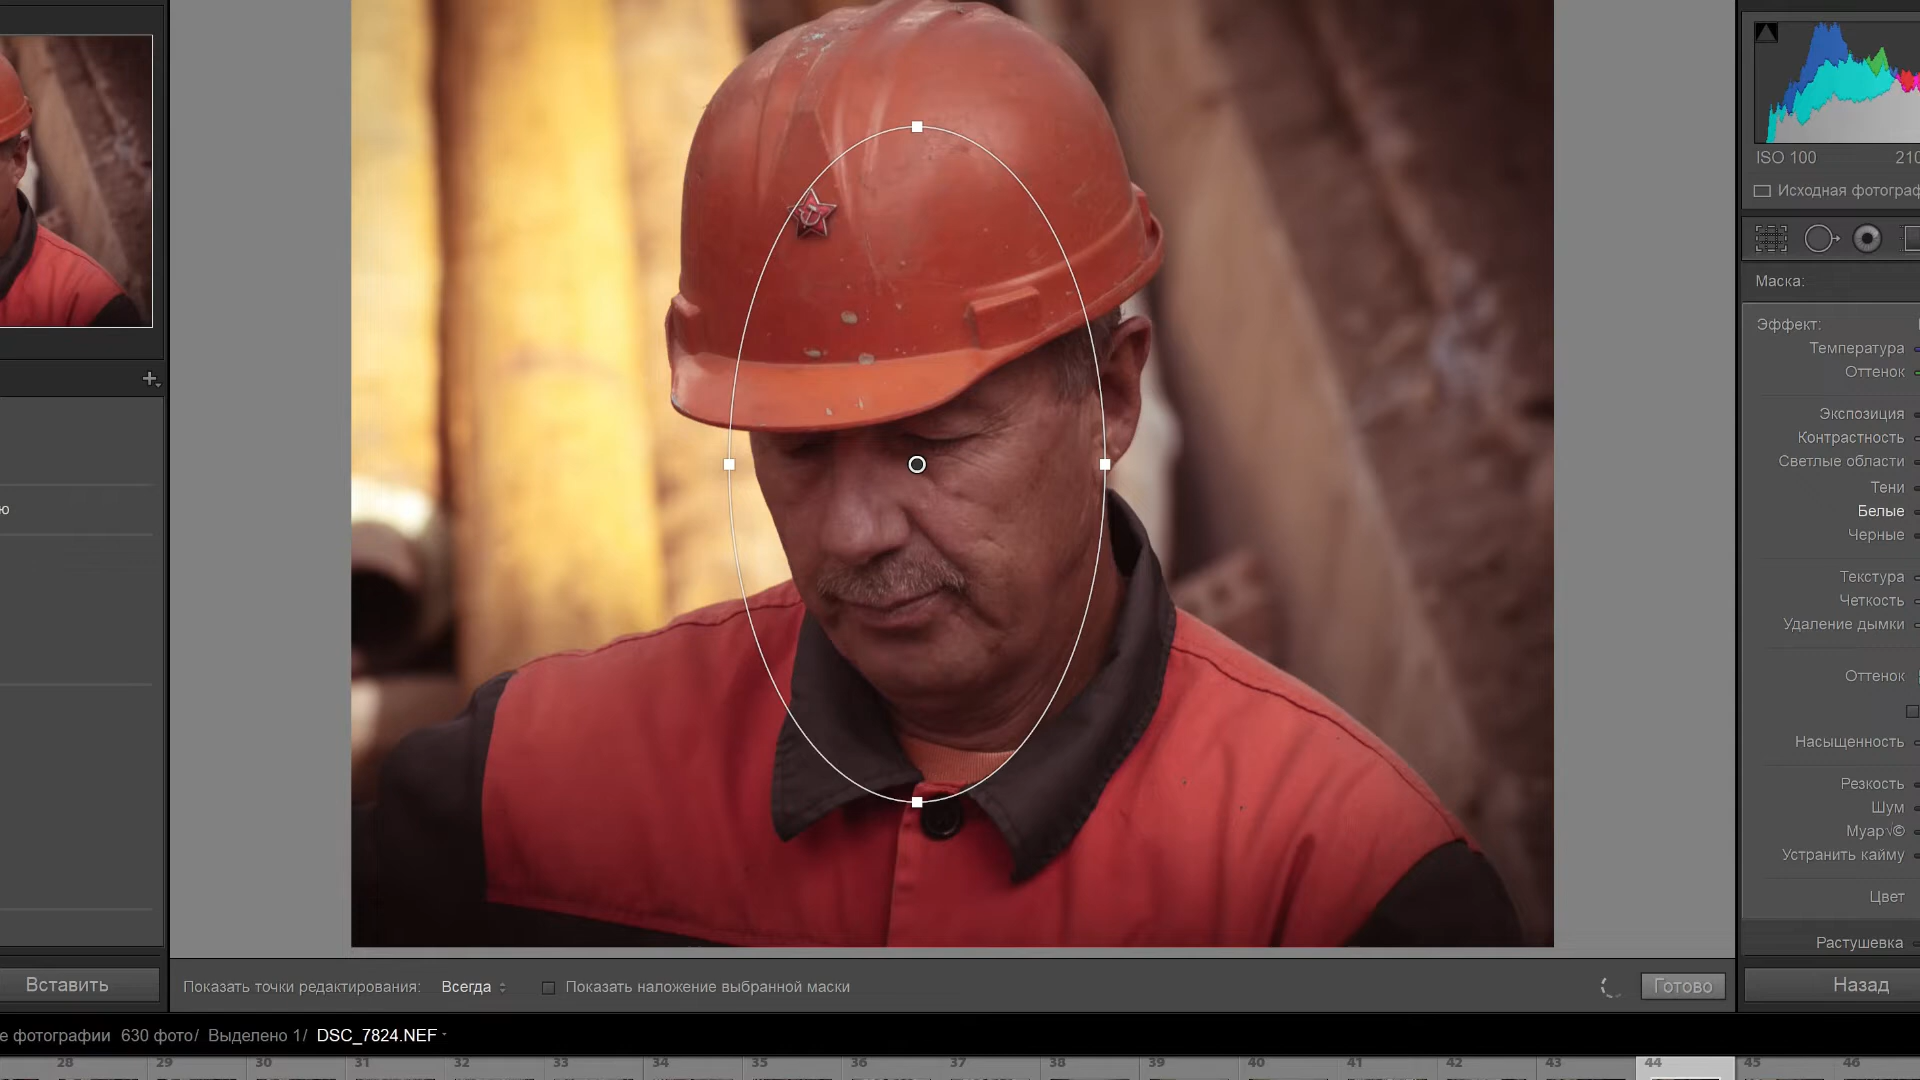 ISO 100
210
Исходная фотограф
Маска:
Эффект:
Температура
Оттенок
Экспозиция
Контрастность
Светлые области
Тени
Белые
Черные
Текстура
Четкость
Удаление дымки
Оттенок
Насыщенность
Резкость
Шум
Муар√©
Устранить кайму
Цвет
Растушевка
ю
Вставить
Показать точки редактирования: Всегда
Показать наложение выбранной маски
Готово
Назад
е фотографии 630 фото/ Выделено 1/ DSC_7824.NEF
28 29 30 31 32 33 34 35 36 37 38 39 40 41 42 43 44 45 46